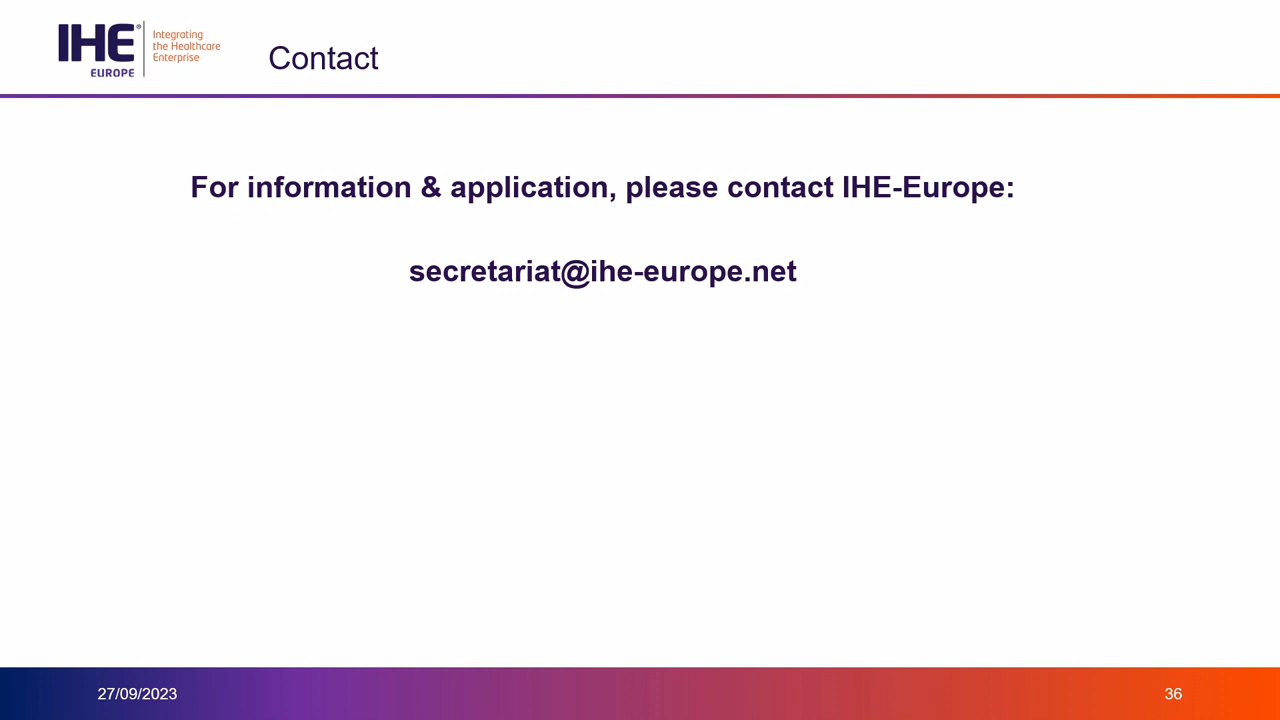 IHE®
EUROPE
Integrating
the Healthcare
Enterprise
Contact
For information & application, please contact IHE-Europe:
secretariat@ihe-europe.net
27/09/2023
36